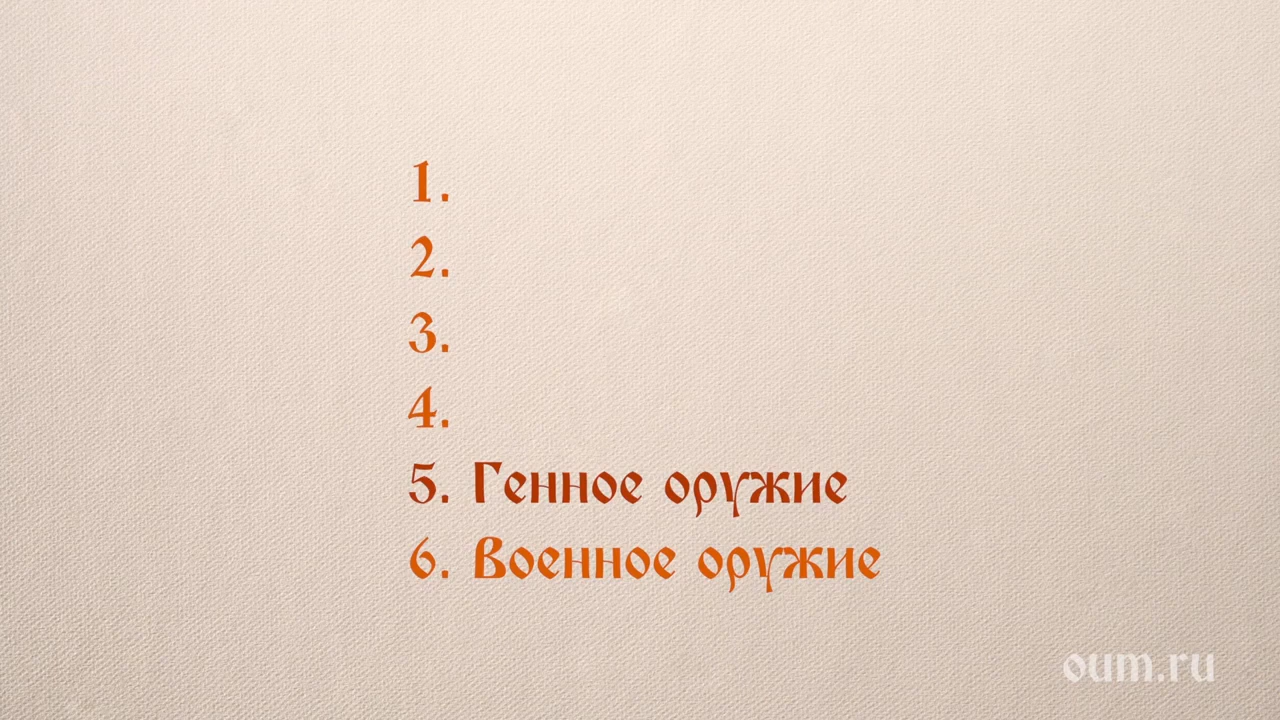 1.
2.
3.
4.
5. Генное оружие
6. Военное оружие
oum.ru